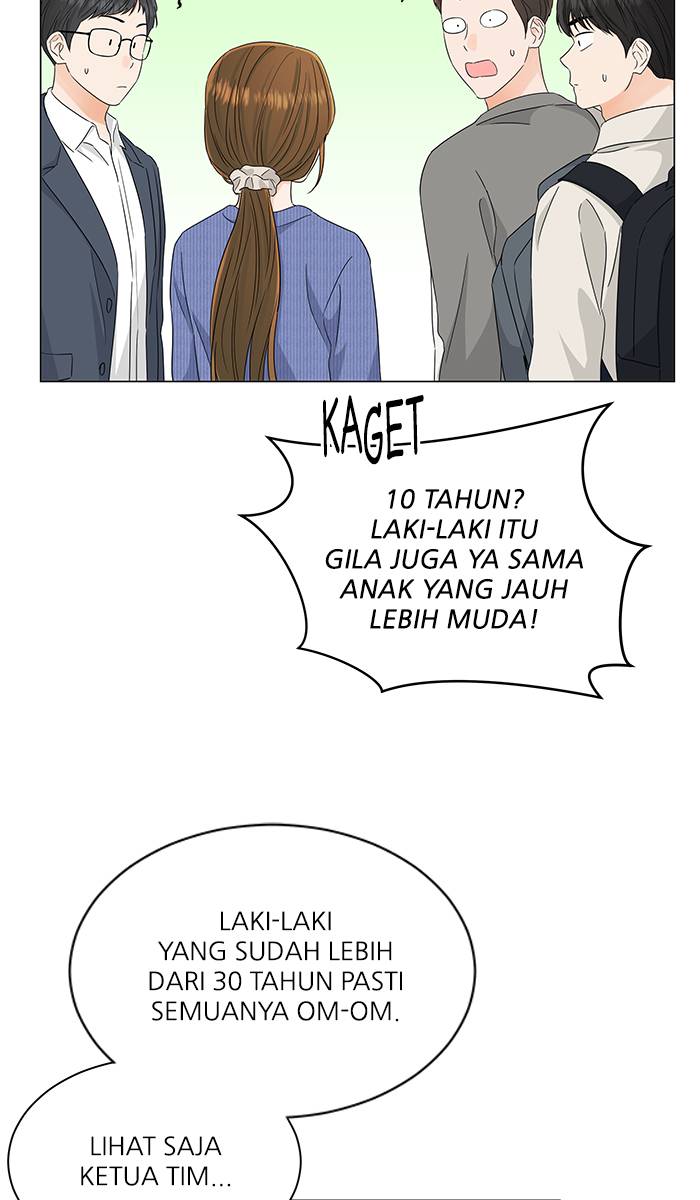 KAGET
10 TAHUN?
LAKI-LAKI ITU
GILA JUGA YA SAMA
ANAK YANG JAUH
LEBIH MUDA!
LAKI-LAKI
YANG SUDAH LEBIH
DARI 30 TAHUN PASTI
SEMUANYA OM-OM.
LIHAT SAJA
KETUA TIM...